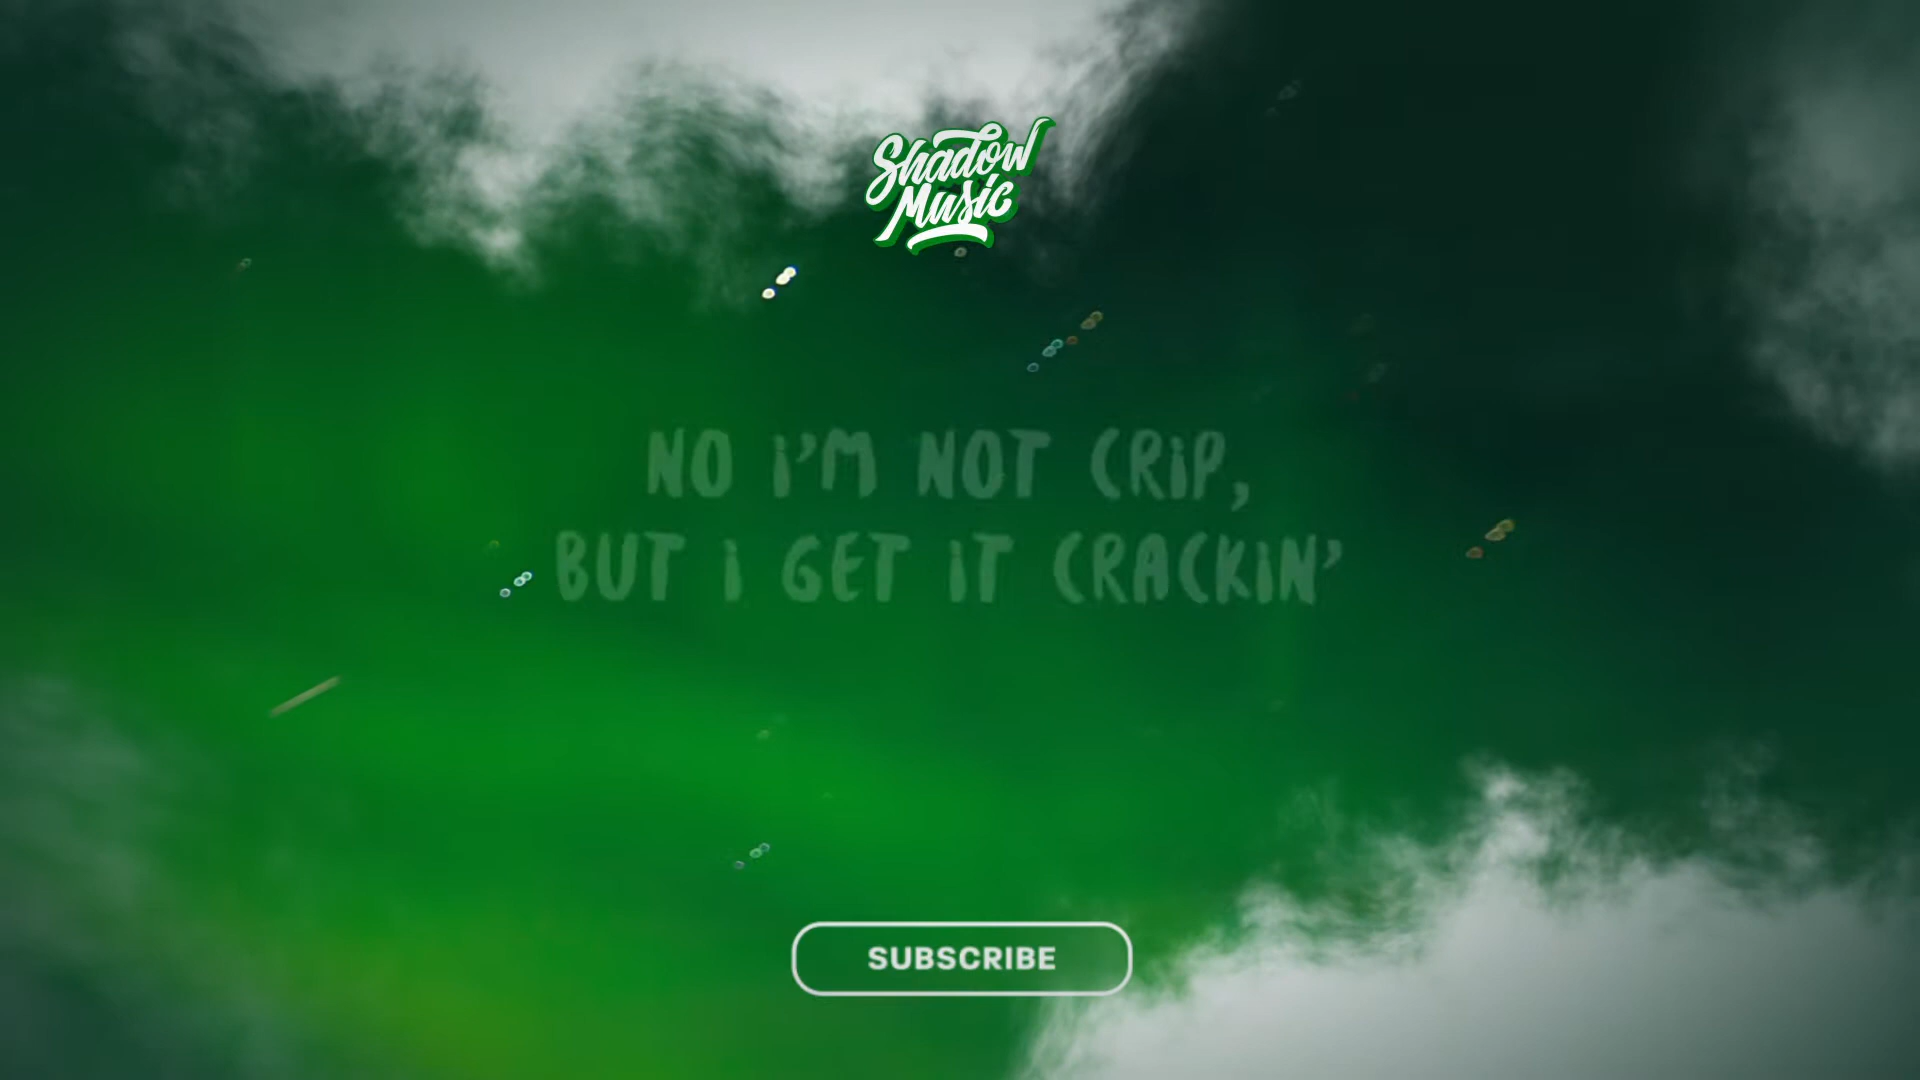 Shadow
Music
NO I'M NOT CRIP,
BUT I GET IT CRACKIN'
SUBSCRIBE